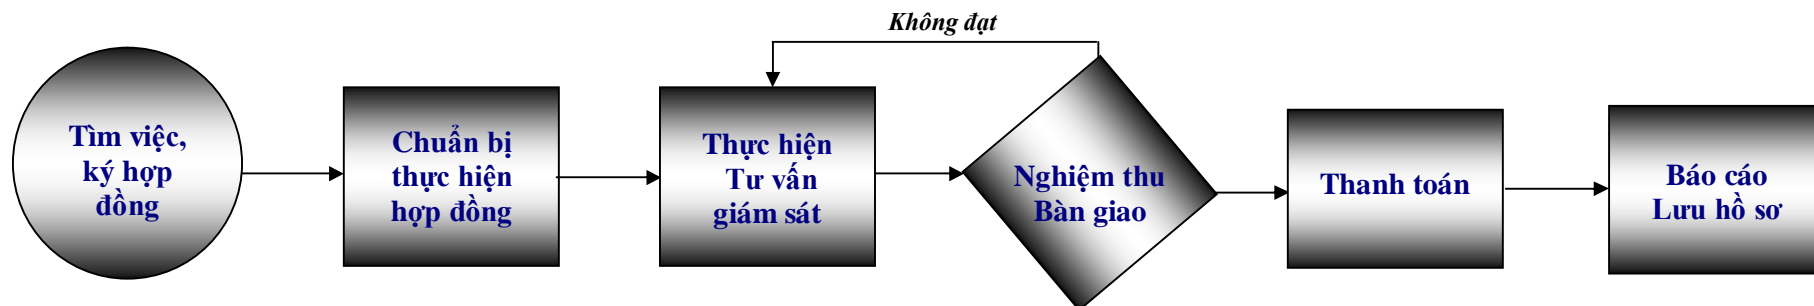 Không đạt
Tìm việc,
ký hợp
đồng
Chuẩn bị
thực hiện
hợp đồng
Thực hiện
Tư vấn
giám sát
Nghiệm thu
Bàn giao
Thanh toán
Báo cáo
Lưu hồ sơ